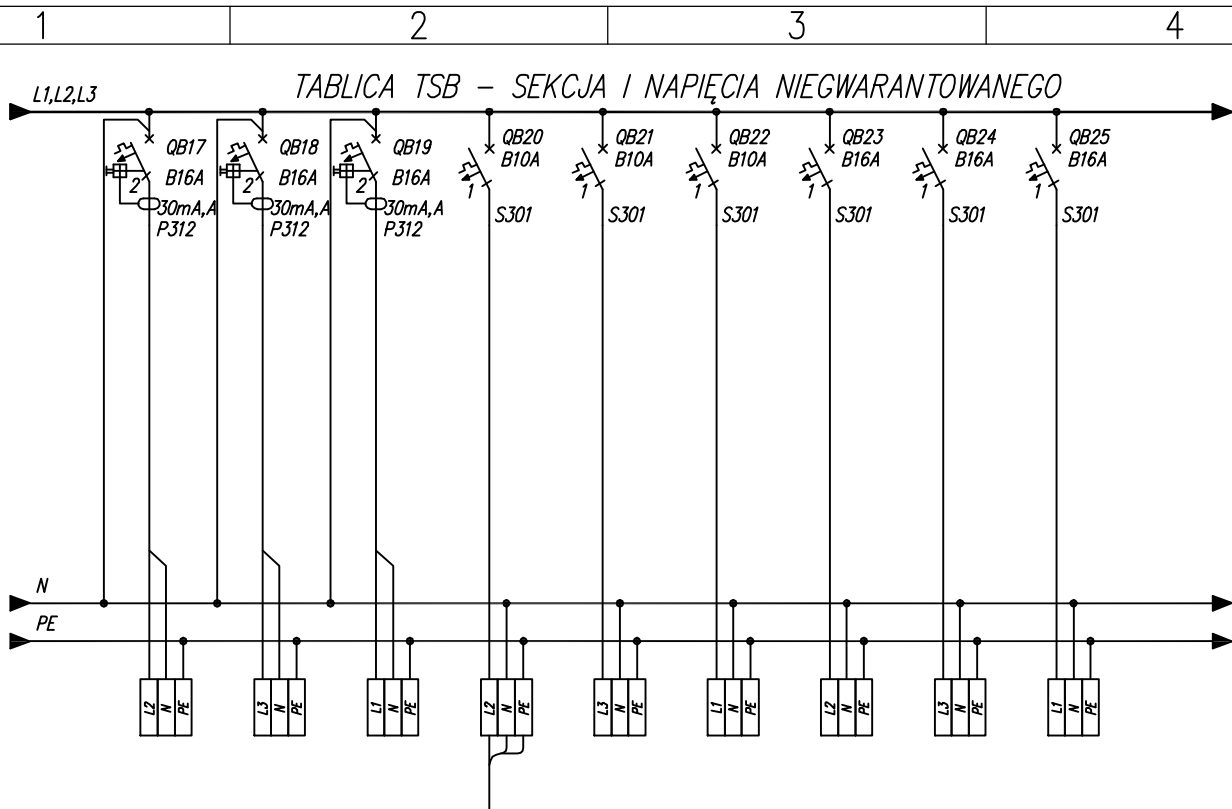 1 2 3 4
TABLICA TSB – SEKCJA I NAPIĘCIA NIEGWARANTOWANEGO
L1,L2,L3
QB17 QB18 QB19 QB20 QB21 QB22 QB23 QB24 QB25
B16A B16A B16A B10A B10A B10A B16A B16A B16A
2 2 2 1 1 1 1 1 1
30mA,A 30mA,A 30mA,A S301 S301 S301 S301 S301 S301
P312 P312 P312
N
PE
L2 N PE L3 N PE L1 N PE L2 N PE L3 N PE L1 N PE L2 N PE L3 N PE L1 N PE